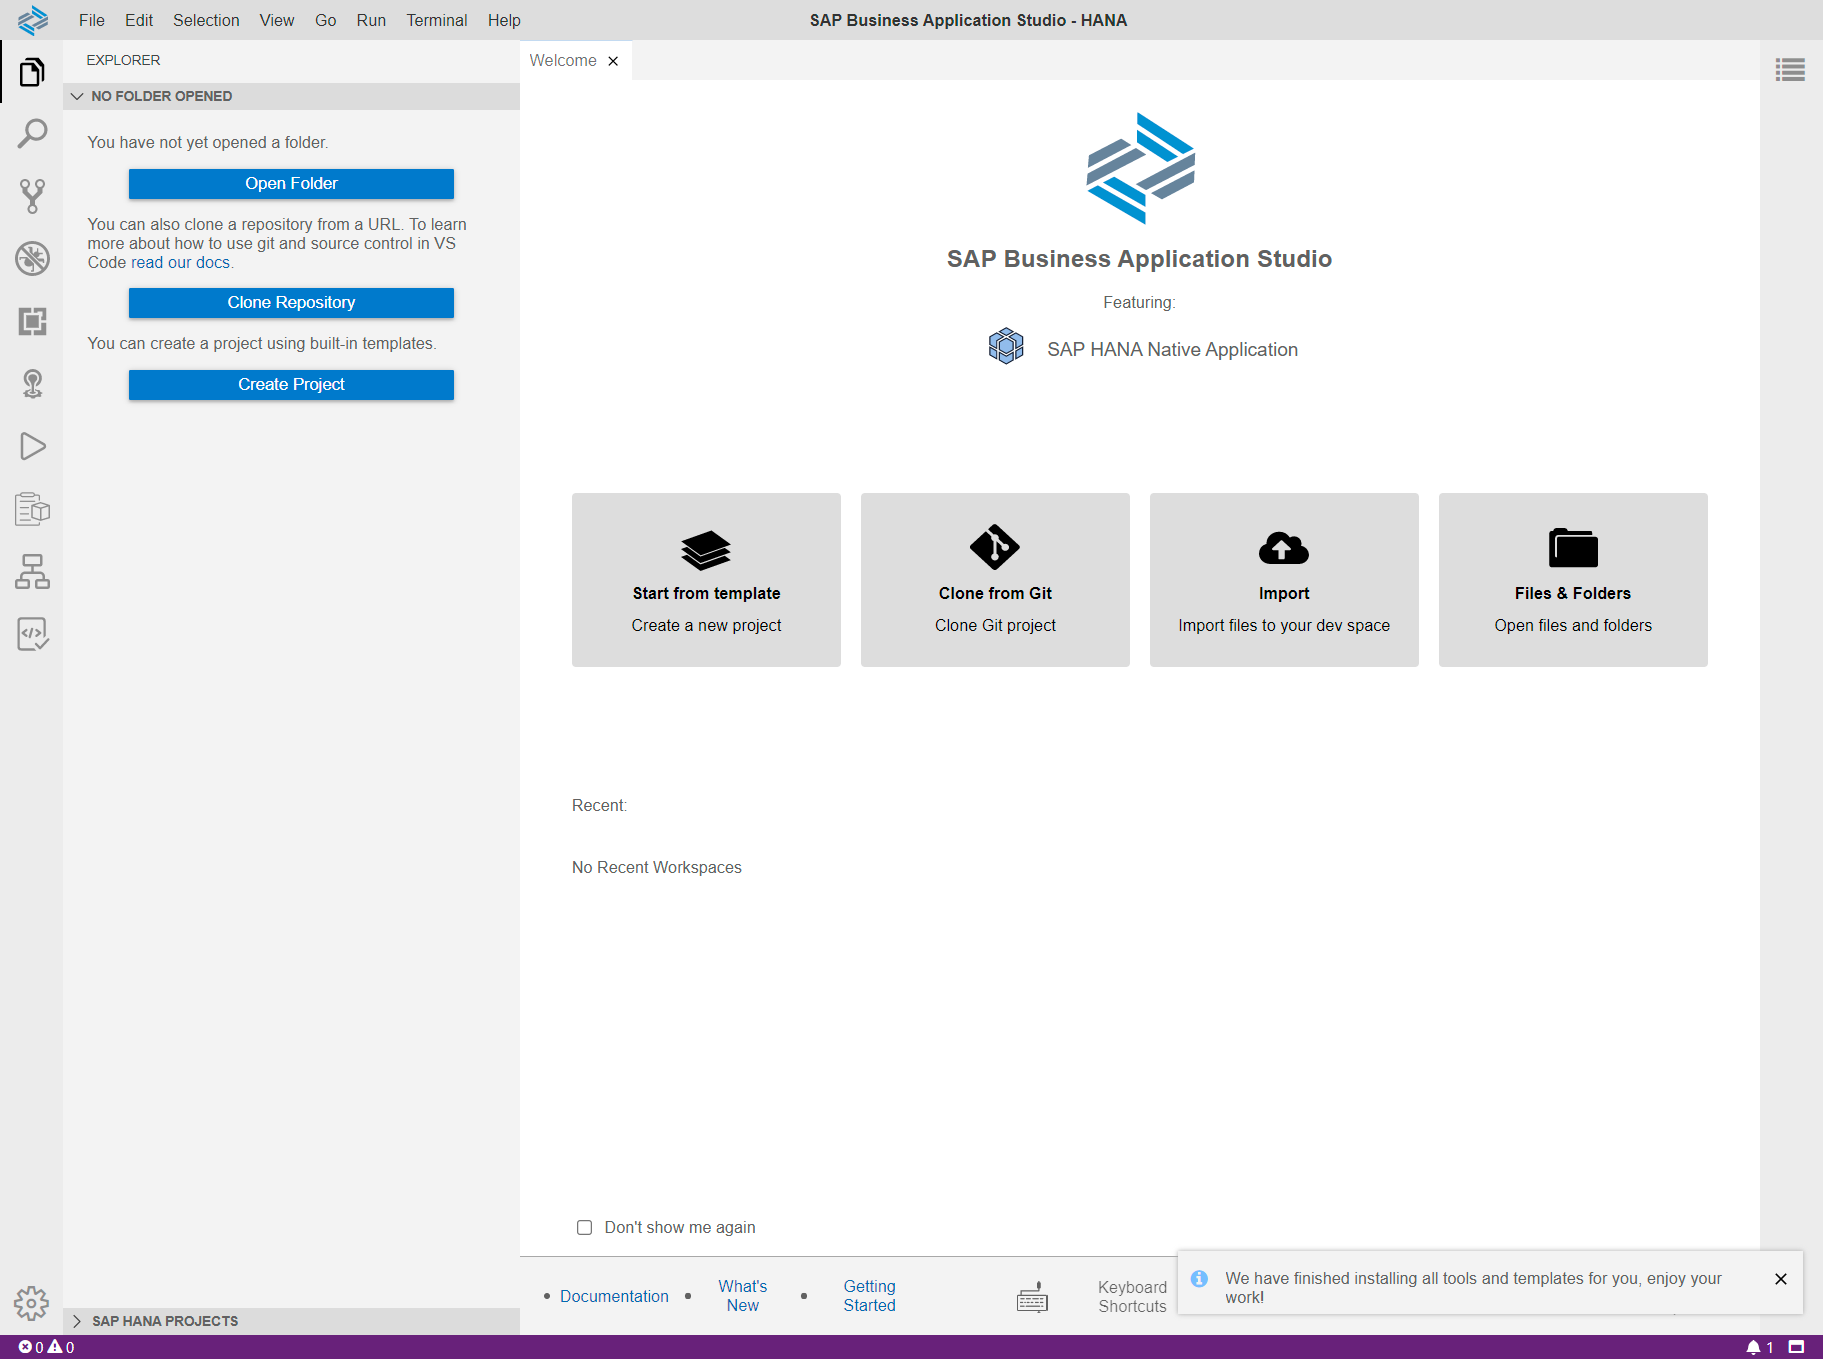 File Edit Selection View Go Run Terminal Help
SAP Business Application Studio - HANA
EXPLORER
NO FOLDER OPENED
You have not yet opened a folder.
Open Folder
You can also clone a repository from a URL. To learn
more about how to use git and source control in VS
Code read our docs.
Clone Repository
You can create a project using built-in templates.
Create Project
SAP HANA PROJECTS
Welcome
SAP Business Application Studio
Featuring:
SAP HANA Native Application
Start from template
Create a new project
Clone from Git
Clone Git project
Import
Import files to your dev space
Files & Folders
Open files and folders
Recent:
No Recent Workspaces
Don't show me again
Documentation
What's
New
Getting
Started
Keyboard
Shortcuts
We have finished installing all tools and templates for you, enjoy your
work!
0 0
1